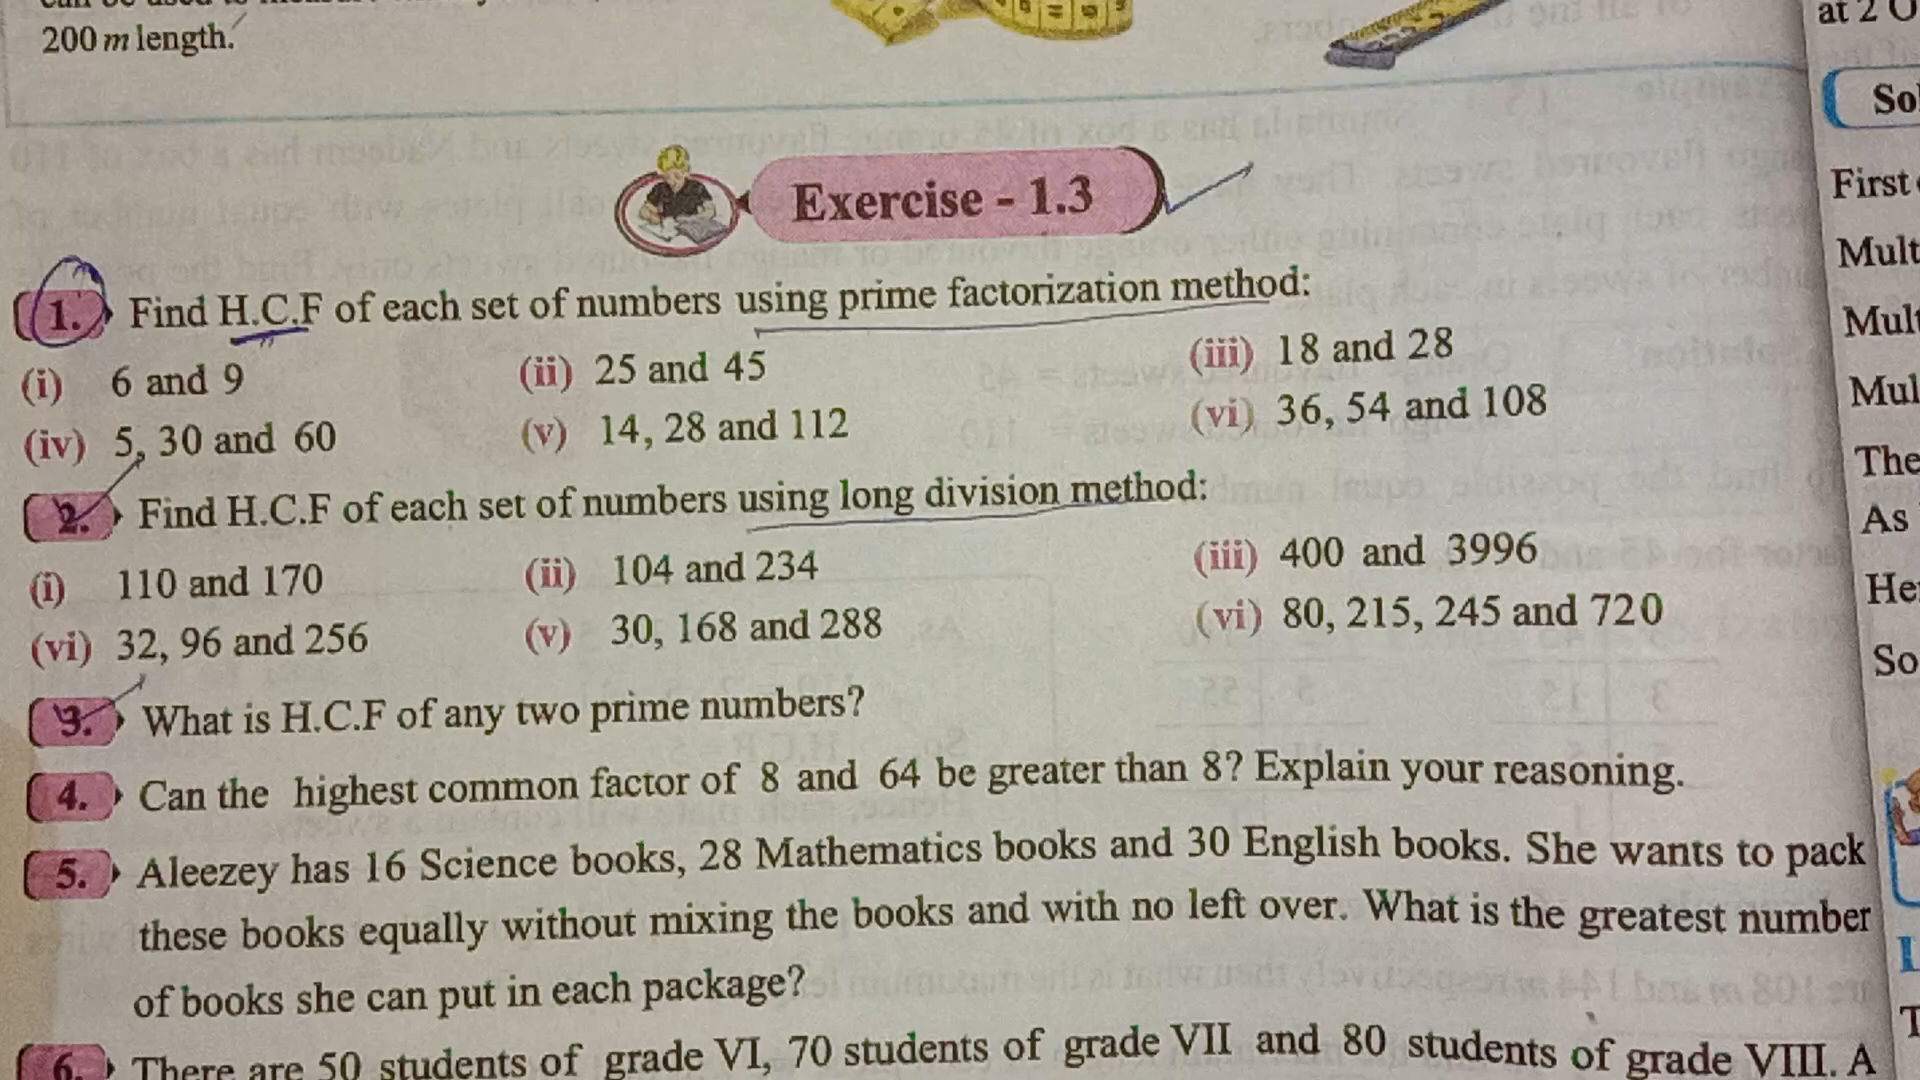 200 m length.
at 2 O
Sol
Exercise - 1.3
First
Mult
1. Find H.C.F of each set of numbers using prime factorization method:
(i) 6 and 9 (ii) 25 and 45 (iii) 18 and 28
(iv) 5, 30 and 60 (v) 14, 28 and 112 (vi) 36, 54 and 108
2. Find H.C.F of each set of numbers using long division method:
(i) 110 and 170 (ii) 104 and 234 (iii) 400 and 3996
(vi) 32, 96 and 256 (v) 30, 168 and 288 (vi) 80, 215, 245 and 720
3. What is H.C.F of any two prime numbers?
4. Can the highest common factor of 8 and 64 be greater than 8? Explain your reasoning.
5. Aleezey has 16 Science books, 28 Mathematics books and 30 English books. She wants to pack
these books equally without mixing the books and with no left over. What is the greatest number
of books she can put in each package?
6. There are 50 students of grade VI, 70 students of grade VII and 80 students of grade VIII. A
Mult
Mul
The
As
He
So